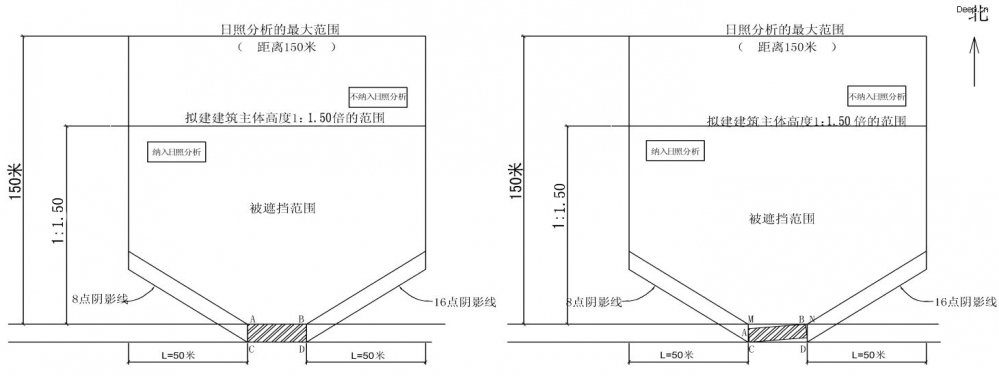 日照分析的最大范围
( 距离150米 )
不纳入日照分析
拟建建筑主体高度1:1.50倍的范围
纳入日照分析
150米
1:1.50
被遮挡范围
8点阴影线
16点阴影线
A B
C D
L=50米
L=50米
日照分析的最大范围
( 距离150米 )
不纳入日照分析
拟建建筑主体高度1:1.50倍的范围
纳入日照分析
150米
1:1.50
被遮挡范围
8点阴影线
16点阴影线
M B N
A
C D
L=50米
L=50米
北
Deep.cn